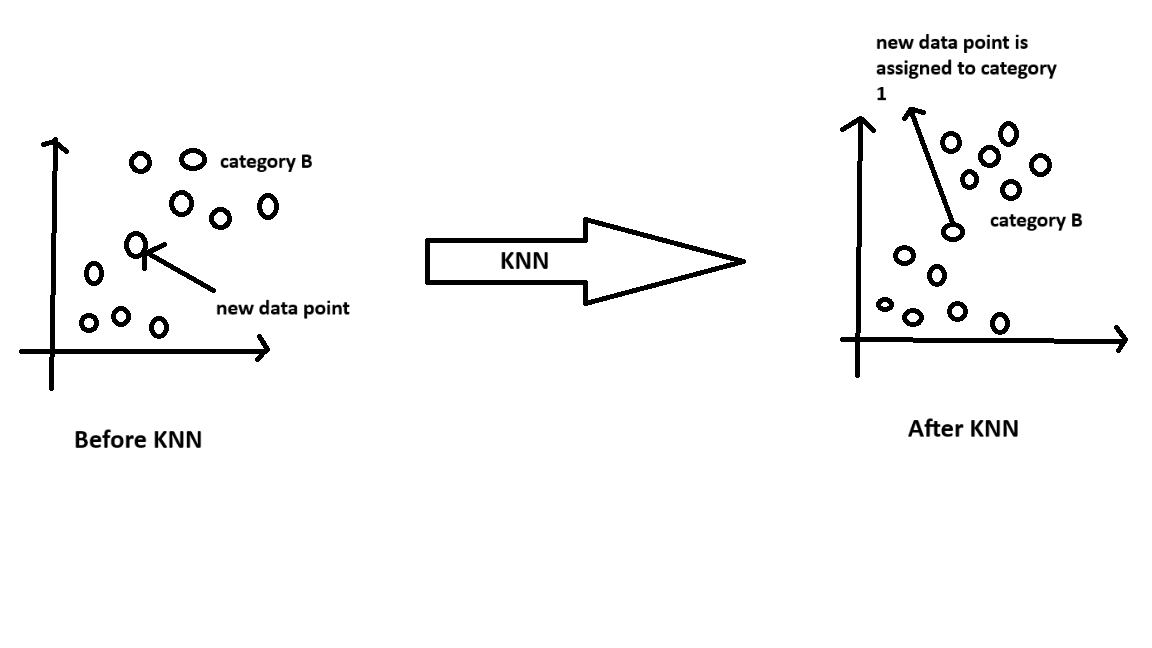 category B
new data point
Before KNN
KNN
new data point is
assigned to category
1
category B
After KNN